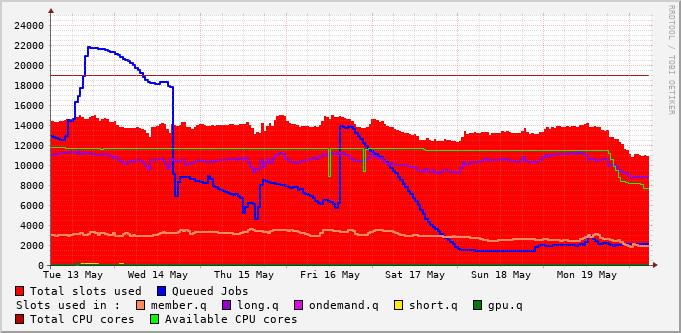 RRDTOOL / TOBI OETIKER
24000
22000
20000
18000
16000
14000
12000
10000
8000
6000
4000
2000
0
Tue 13 May Wed 14 May Thu 15 May Fri 16 May Sat 17 May Sun 18 May Mon 19 May
Total slots used Queued Jobs
Slots used in : member.q long.q ondemand.q short.q gpu.q
Total CPU cores Available CPU cores